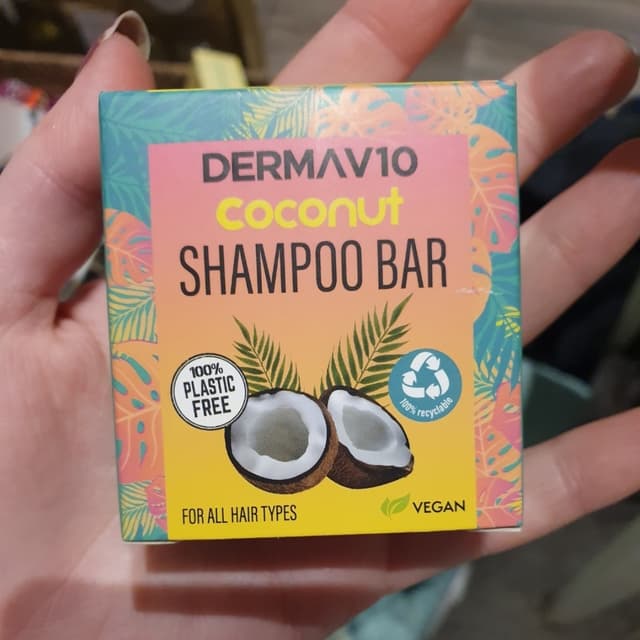 DERMAV10
coconut
SHAMPOO BAR
100%
PLASTIC
FREE
100% recyclable
FOR ALL HAIR TYPES
VEGAN